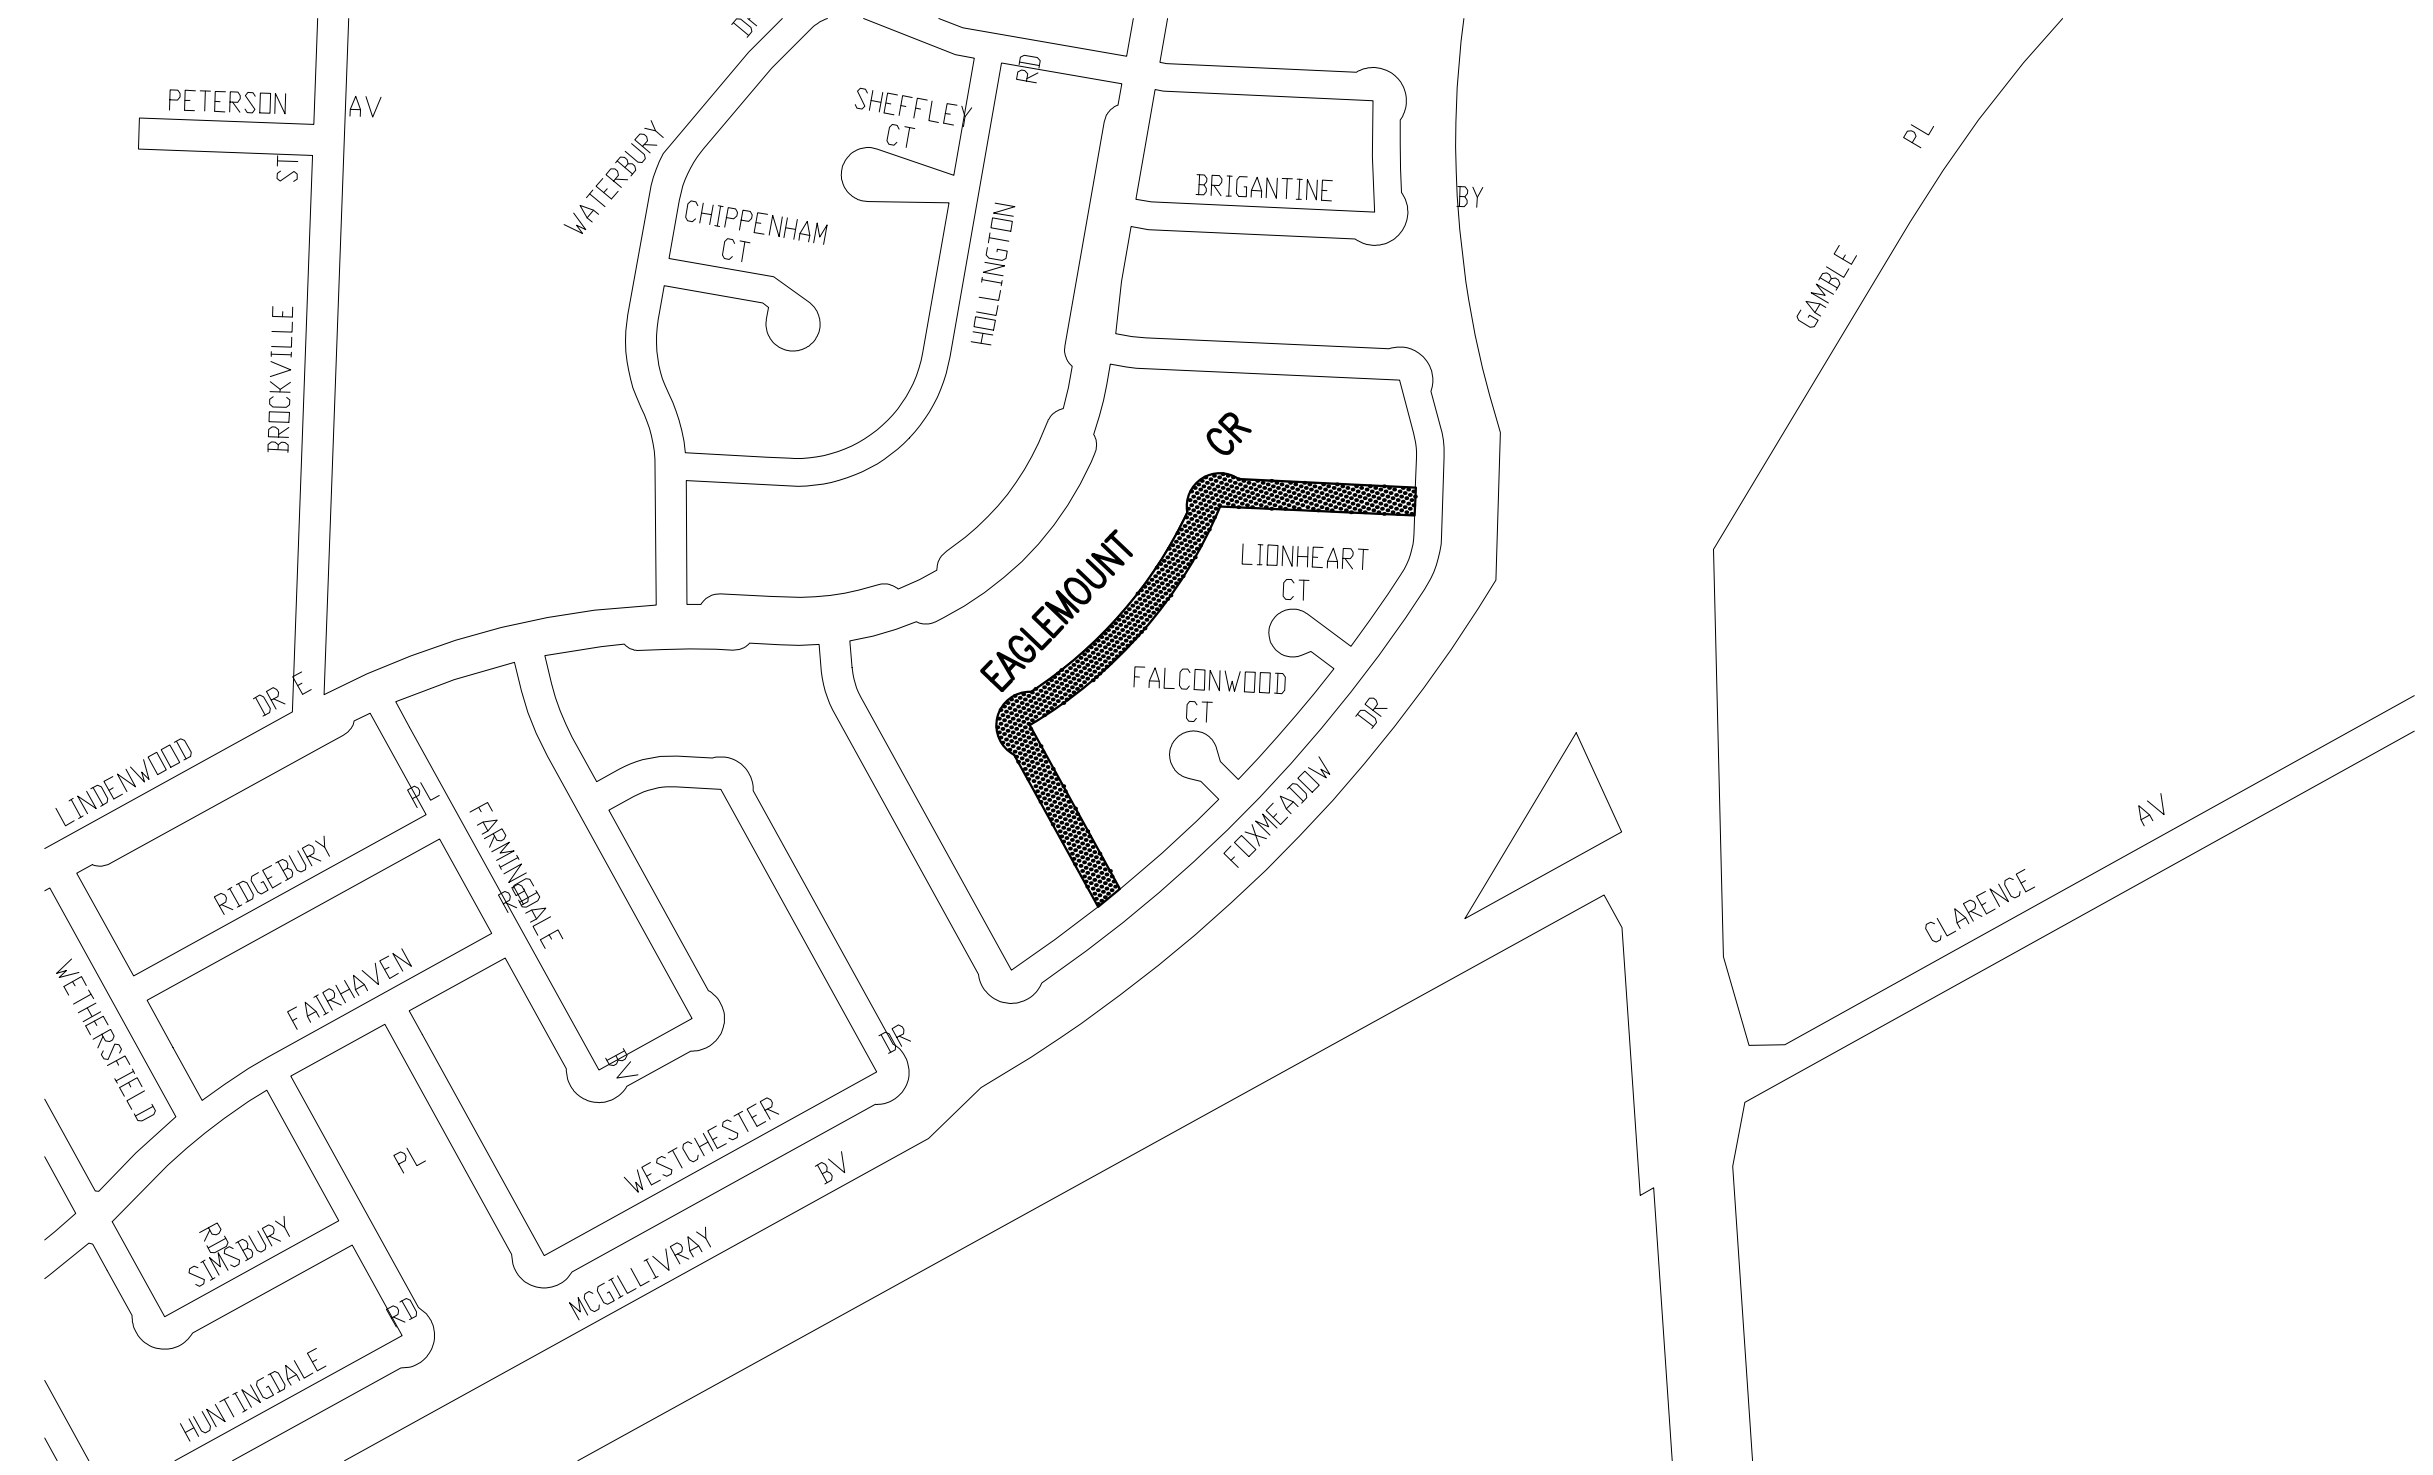 DR
RD
PETERSON AV
SHEFFLEY
CT
ST
WATERBURY
BRIGANTINE
BY
PL
CHIPPENHAM
CT
HOLLINGTON
GAMBLE
BROCKVILLE
CR
EAGLEMOUNT
LIONHEART
CT
FALCONWOOD
CT
DR
FOXMEADOW
LINDENWOOD DR E
RIDGEBURY PL
FARMINGDALE
FAIRHAVEN RD
WETHERSFIELD
BV
DR
WESTCHESTER
CLARENCE AV
PL
MCGILLIVRAY BV
RD
SIMSBURY
HUNTINGDALE RD